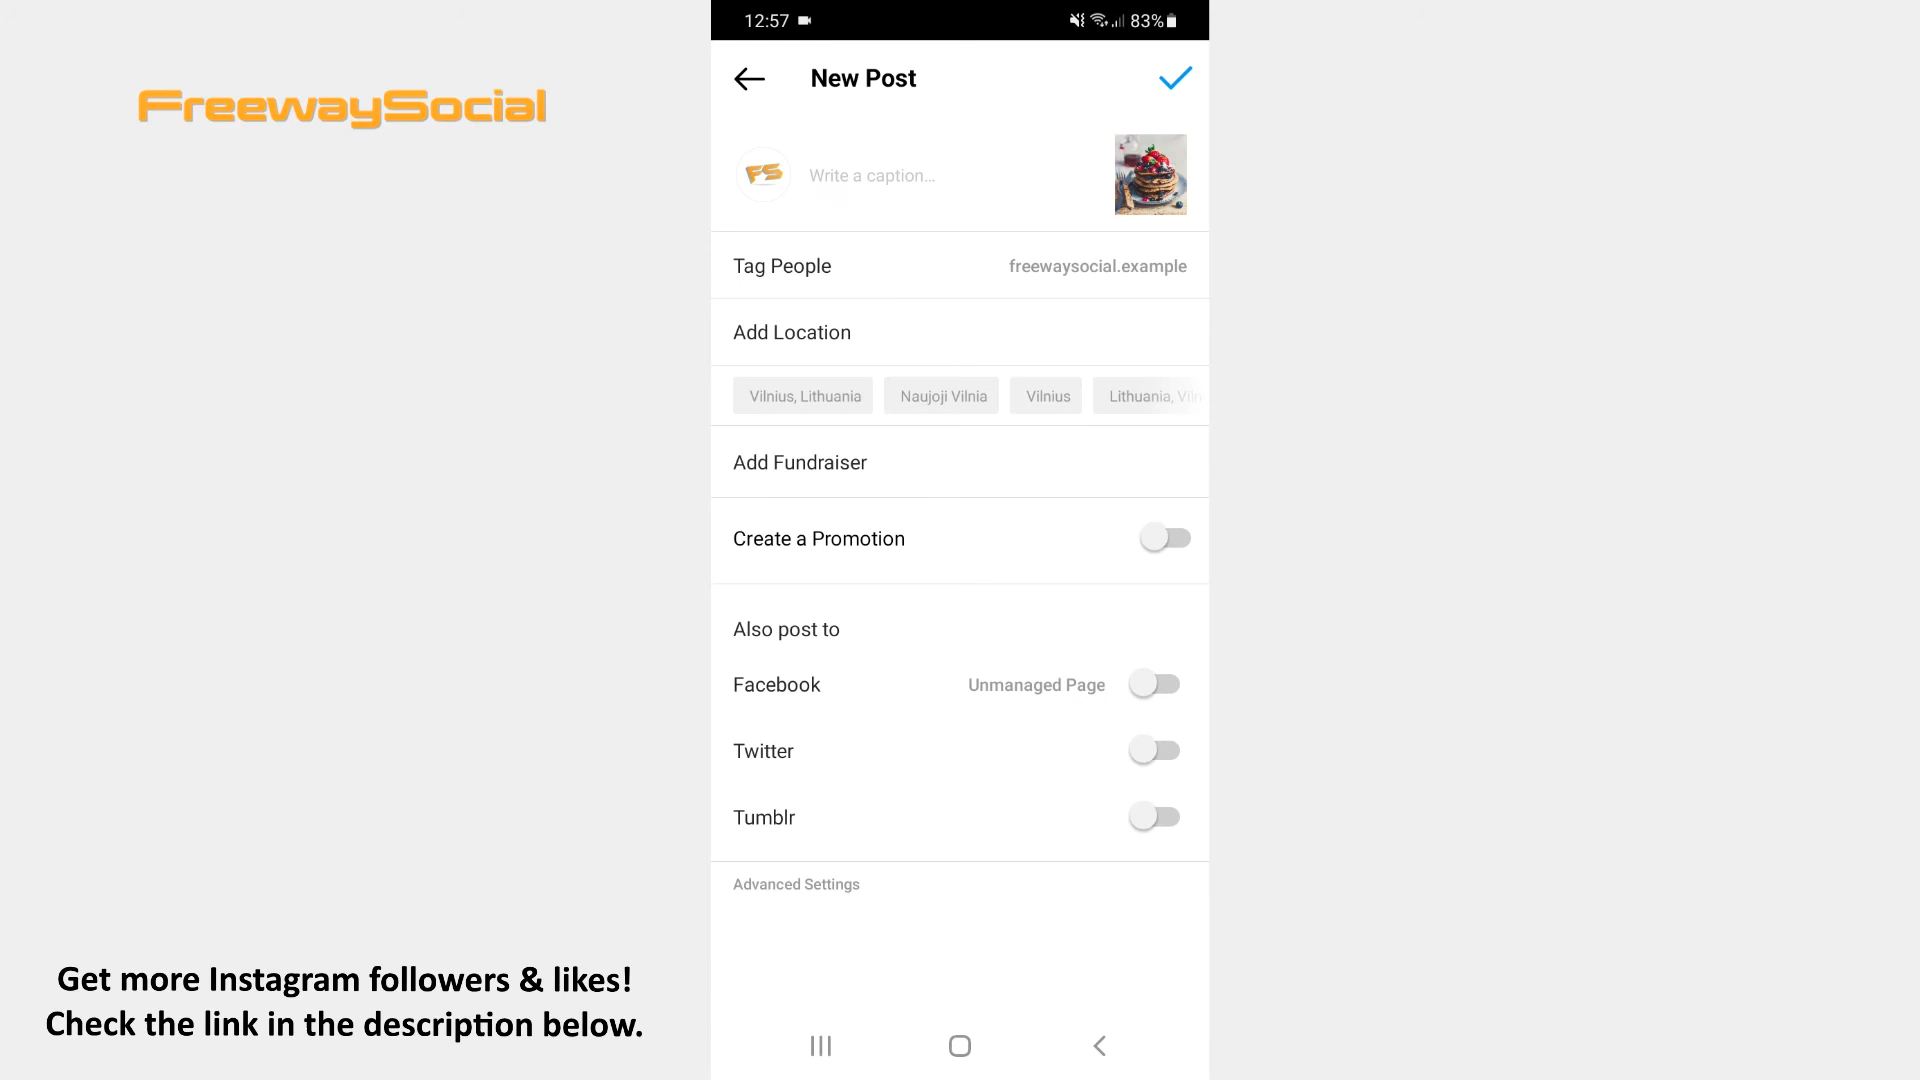 12:57
83%
FreewaySocial
New Post
FS
Write a caption...
Tag People
freewaysocial.example
Add Location
Vilnius, Lithuania
Naujoji Vilnia
Vilnius
Lithuania,
Add Fundraiser
Create a Promotion
Also post to
Facebook
Unmanaged Page
Twitter
Tumblr
Advanced Settings
Get more Instagram followers & likes!
Check the link in the description below.